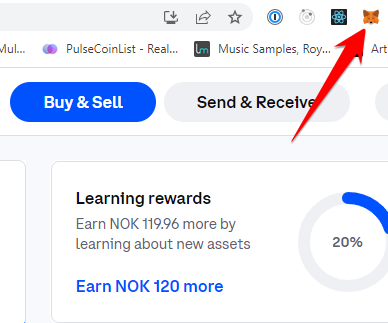 Mul... PulseCoinList - Real... Music Samples, Roy... Art
Buy & Sell Send & Receive
Learning rewards
Earn NOK 119.96 more by
learning about new assets
20%
Earn NOK 120 more